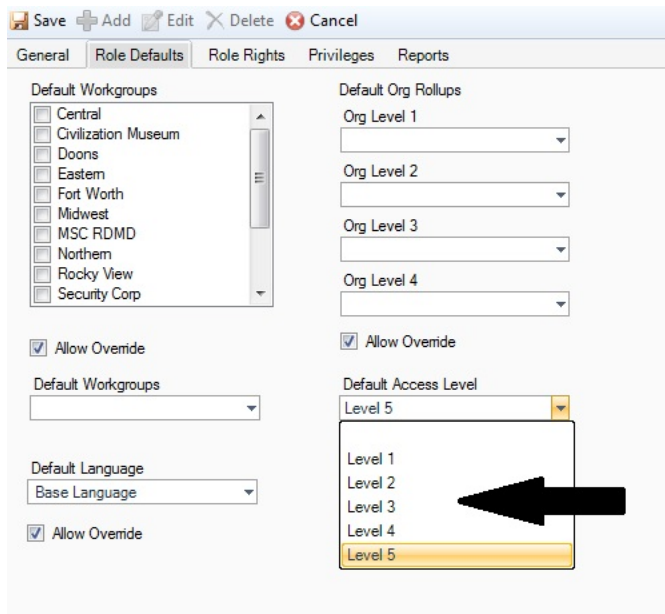 Save Add Edit Delete Cancel
General Role Defaults Role Rights Privileges Reports
Default Workgroups
Central
Civilization Museum
Doons
Eastern
Fort Worth
Midwest
MSC RDMD
Northern
Rocky View
Security Corp
Allow Override
Default Workgroups
Default Language
Base Language
Allow Override
Default Org Rollups
Org Level 1
Org Level 2
Org Level 3
Org Level 4
Allow Override
Default Access Level
Level 5
Level 1
Level 2
Level 3
Level 4
Level 5